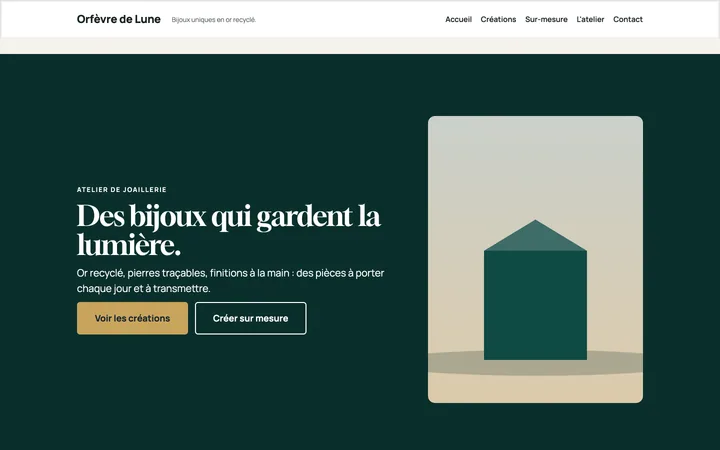 Orfèvre de Lune
Bijoux uniques en or recyclé.
Accueil Créations Sur-mesure L'atelier Contact
ATELIER DE JOAILLERIE
Des bijoux qui gardent la
lumière.
Or recyclé, pierres traçables, finitions à la main : des pièces à porter
chaque jour et à transmettre.
Voir les créations
Créer sur mesure